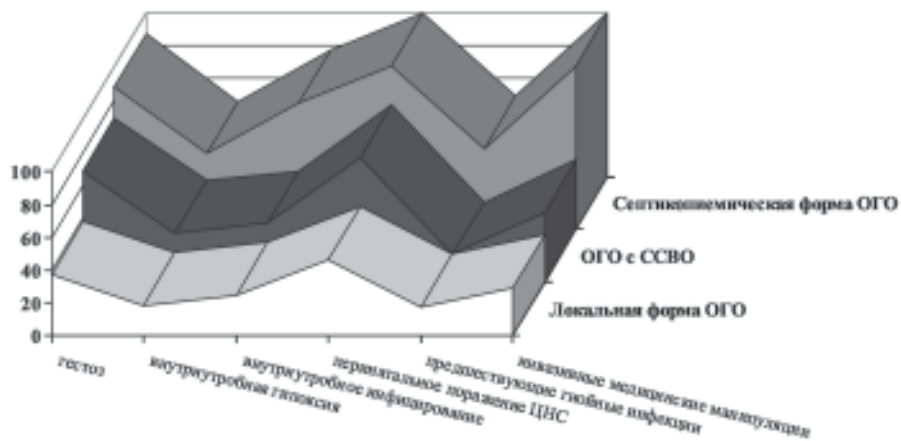 100
80
60
40
20
0
Септикопиемическая форма ОГО
ОГО с ССВО
Локальная форма ОГО
гестоз
внутриутробная гипоксия
внутриутробное инфицирование
перинатальное поражение ЦНС
предшествующие гнойные инфекции
инвазивные медицинские манипуляции